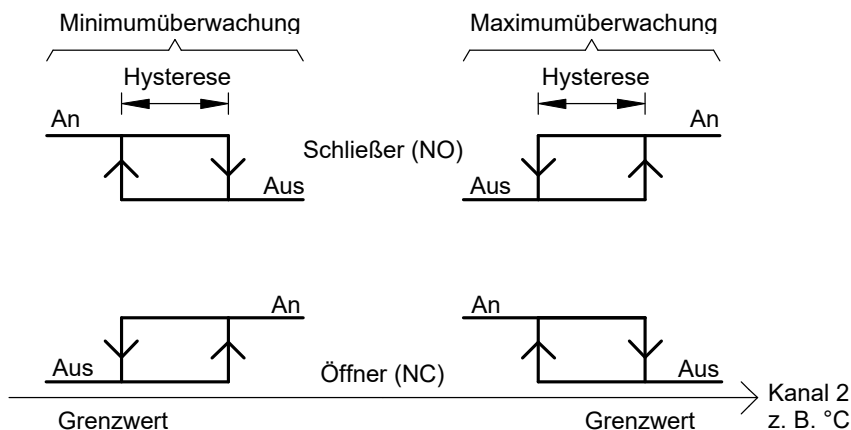 Minimumüberwachung
Maximumüberwachung
Hysterese
Hysterese
An
An
Schließer (NO)
Aus
Aus
An
An
Aus
Öffner (NC)
Aus
Kanal 2
z. B. °C
Grenzwert
Grenzwert